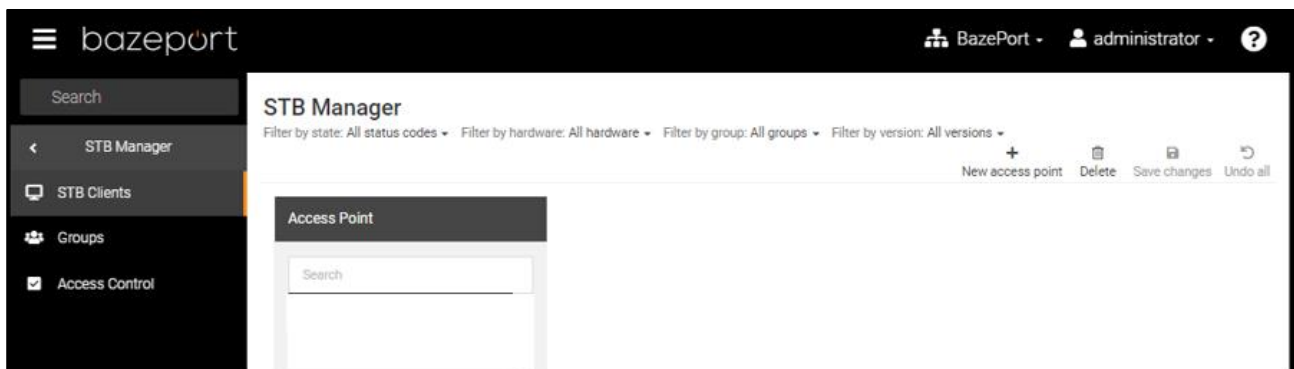 bazeport
BazePort
administrator
?
Search
STB Manager
STB Clients
Groups
Access Control
STB Manager
Filter by state: All status codes Filter by hardware: All hardware Filter by group: All groups Filter by version: All versions
New access point Delete Save changes Undo all
Access Point
Search